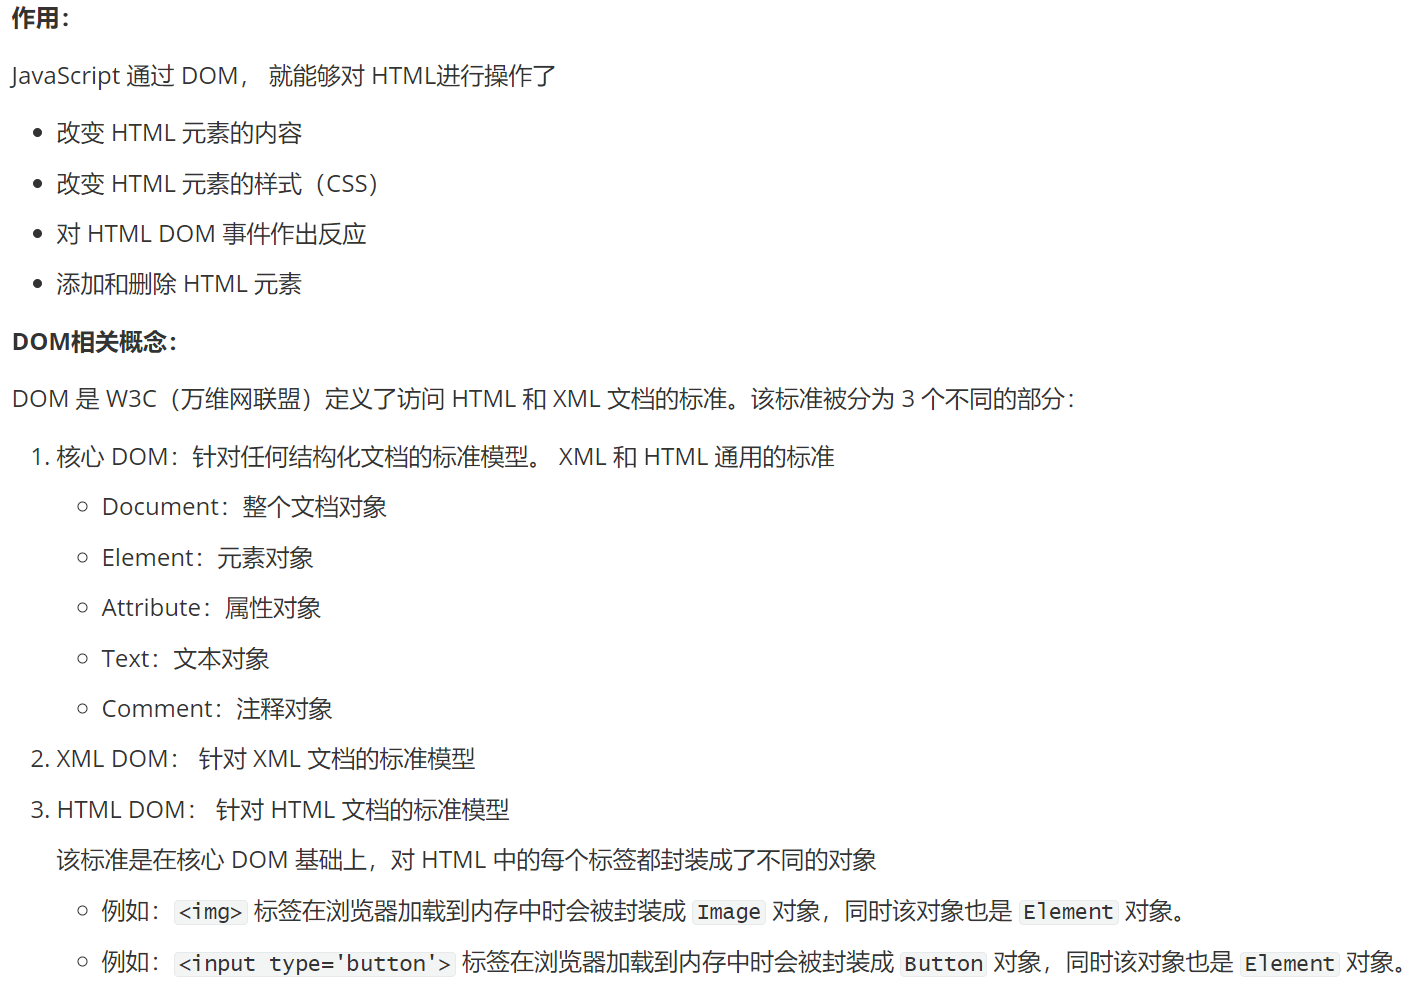 作用：
JavaScript 通过 DOM， 就能够对 HTML进行操作了
• 改变 HTML 元素的内容
• 改变 HTML 元素的样式（CSS）
• 对 HTML DOM 事件作出反应
• 添加和删除 HTML 元素
DOM相关概念：
DOM 是 W3C（万维网联盟）定义了访问 HTML 和 XML 文档的标准。该标准被分为 3 个不同的部分：
1. 核心 DOM：针对任何结构化文档的标准模型。 XML 和 HTML 通用的标准
◦ Document：整个文档对象
◦ Element：元素对象
◦ Attribute：属性对象
◦ Text：文本对象
◦ Comment：注释对象
2. XML DOM： 针对 XML 文档的标准模型
3. HTML DOM： 针对 HTML 文档的标准模型
该标准是在核心 DOM 基础上，对 HTML 中的每个标签都封装成了不同的对象
◦ 例如：<img> 标签在浏览器加载到内存中时会被封装成 Image 对象，同时该对象也是 Element 对象。
◦ 例如：<input type='button'> 标签在浏览器加载到内存中时会被封装成 Button 对象，同时该对象也是 Element 对象。